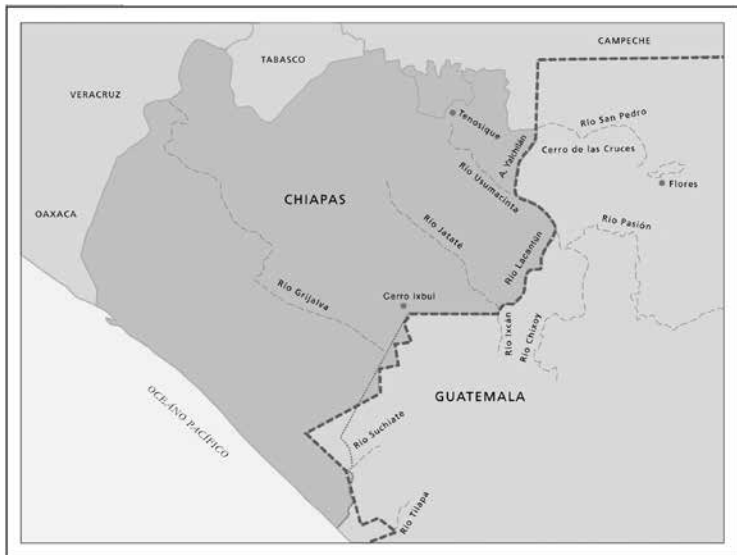 CAMPECHE
TABASCO
VERACRUZ
Tenosique
Río San Pedro
A. Yalchilán
Cerro de las Cruces
Río Usumacinta
Flores
CHIAPAS
OAXACA
Río Jataté
Río Pasión
Río Lacantún
Río Grijalva
Cerro Ixbul
Río Ixcán
Río Chixoy
GUATEMALA
OCÉANO PACÍFICO
Río Suchiate
Río Tilapa